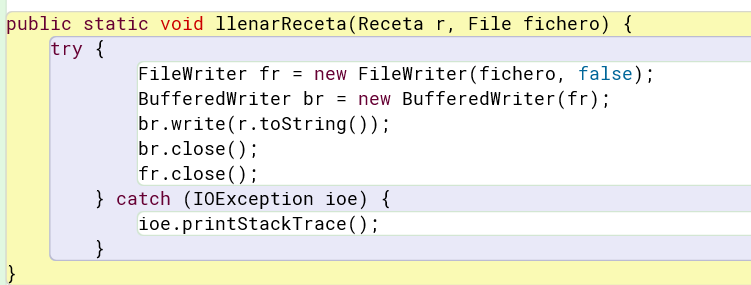 public static void llenarReceta(Receta r, File fichero) {
    try {
            FileWriter fr = new FileWriter(fichero, false);
            BufferedWriter br = new BufferedWriter(fr);
            br.write(r.toString());
            br.close();
            fr.close();
        } catch (IOException ioe) {
            ioe.printStackTrace();
        }
}